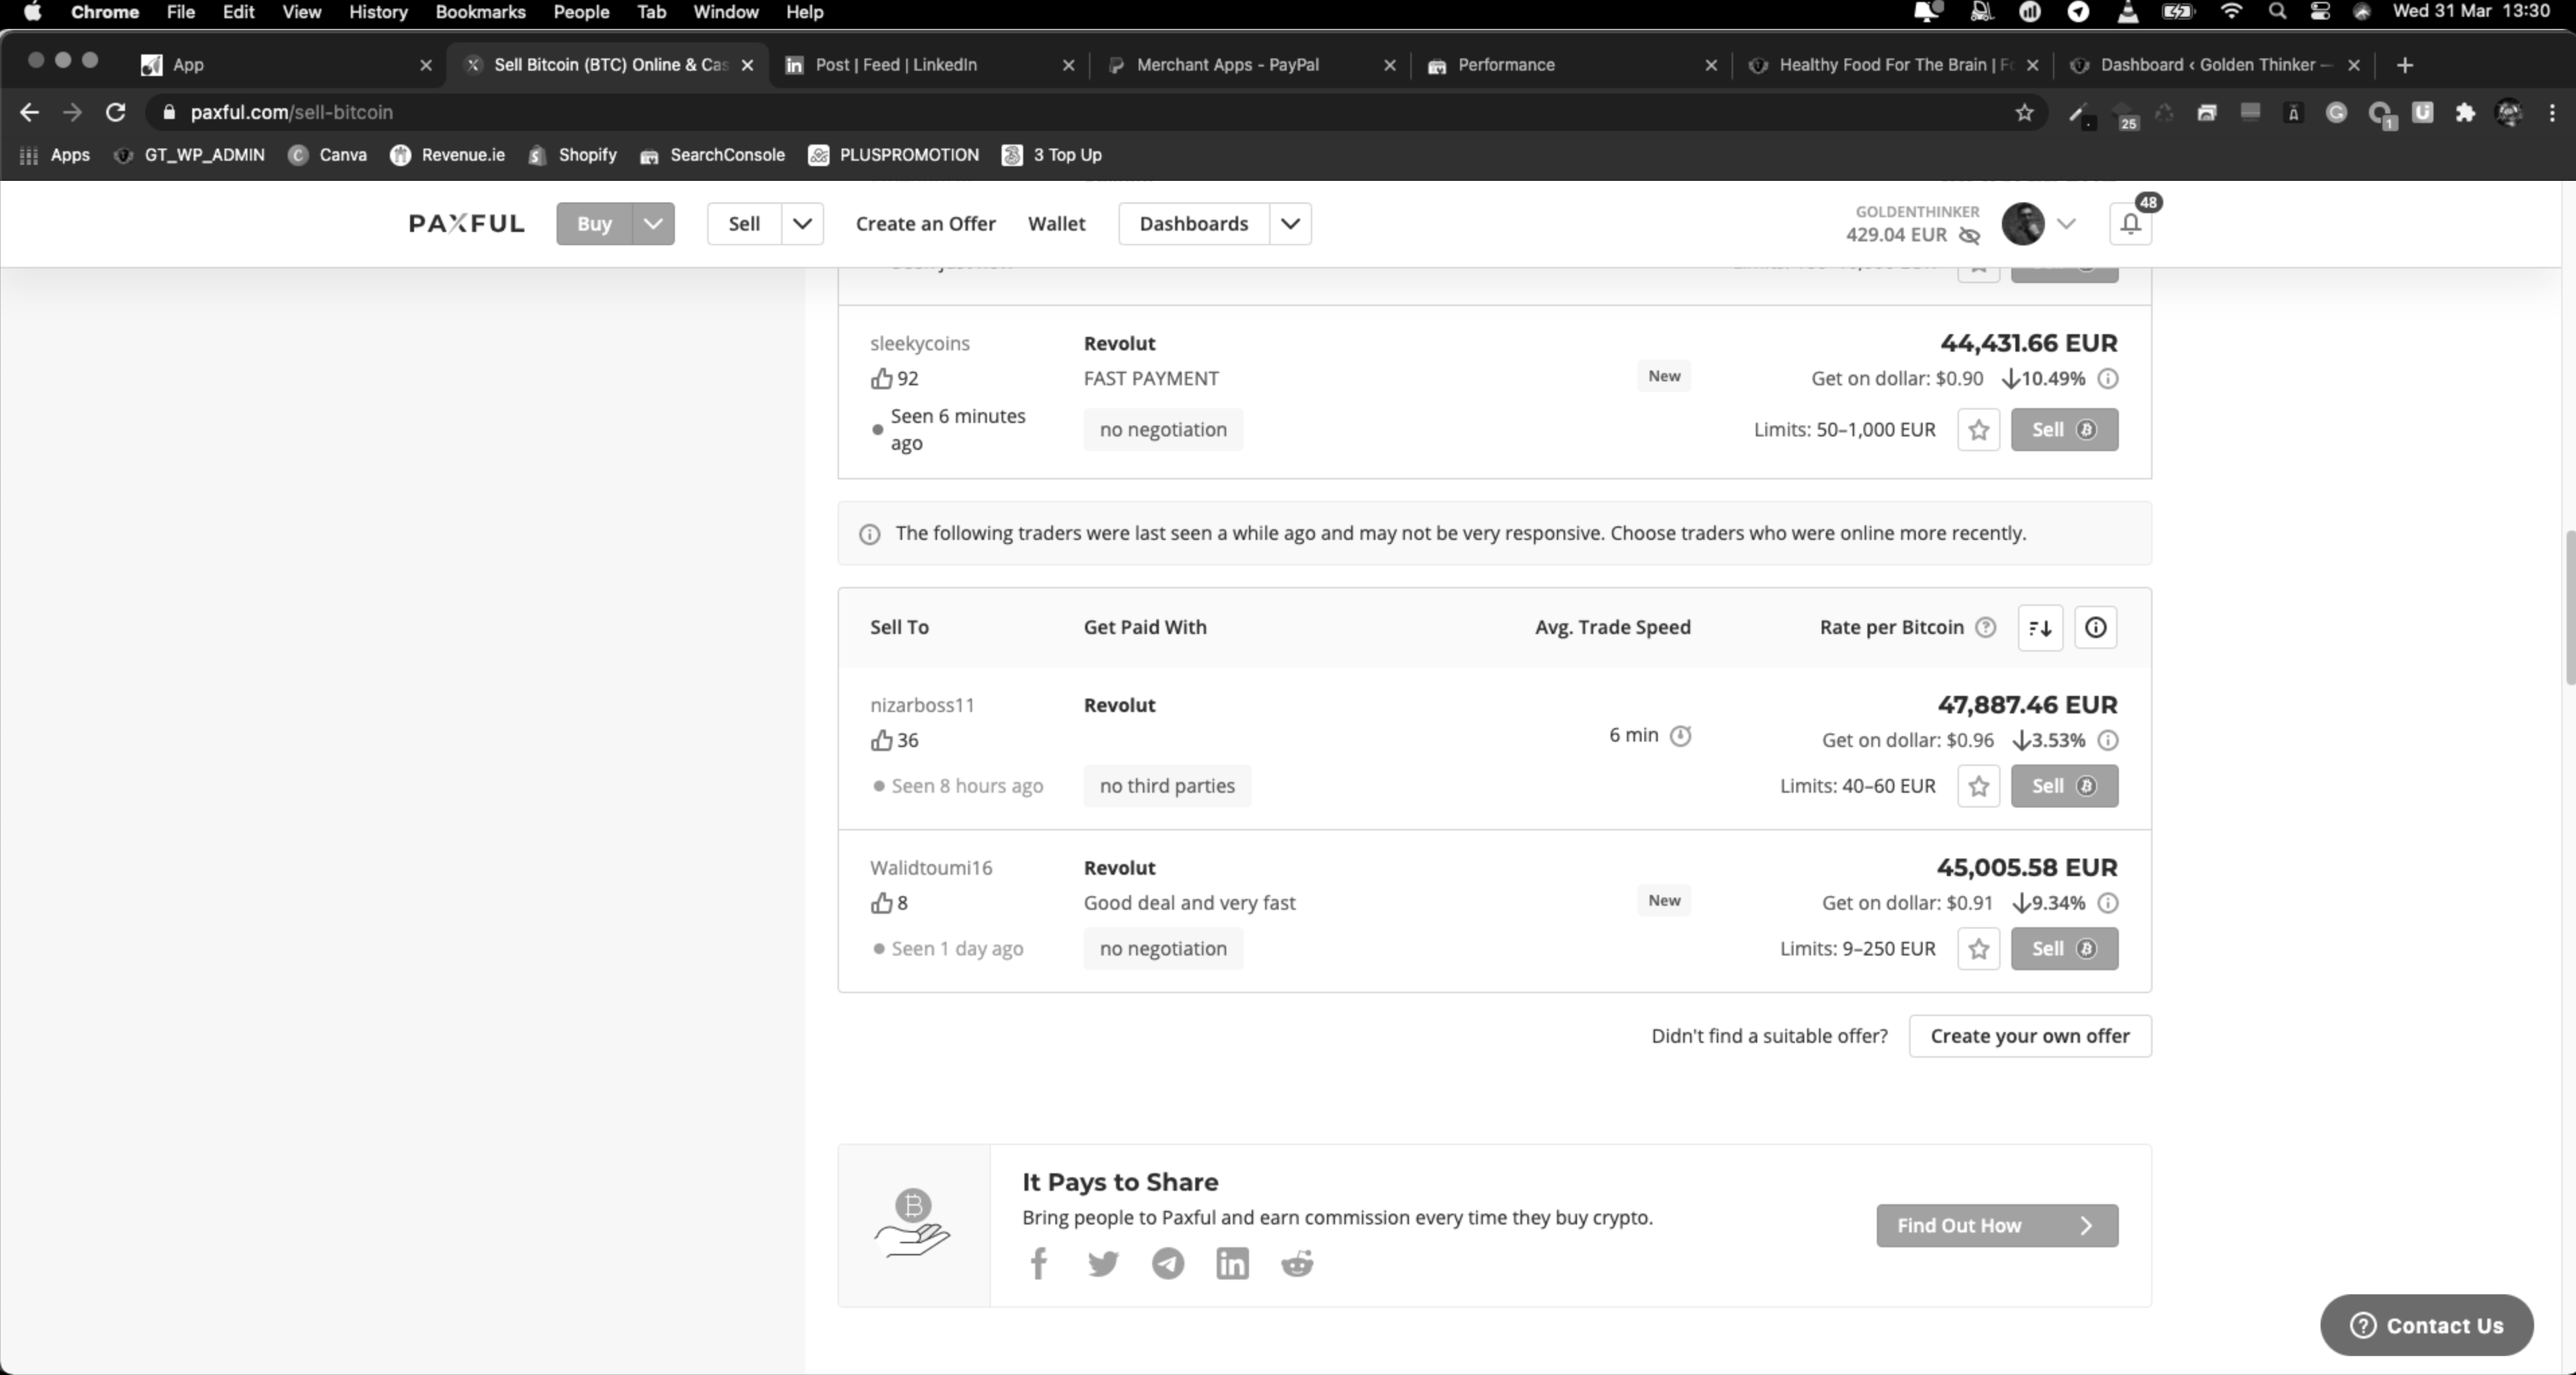 Chrome File Edit View History Bookmarks People Tab Window Help
Wed 31 Mar 13:30
App
Sell Bitcoin (BTC) Online & Cas
Post | Feed | LinkedIn
Merchant Apps - PayPal
Performance
Healthy Food For The Brain | Fo
Dashboard ‹ Golden Thinker —
paxful.com/sell-bitcoin
25
1
Apps GT_WP_ADMIN Canva Revenue.ie Shopify SearchConsole PLUSPROMOTION 3 Top Up
PAXFUL
Buy
Sell
Create an Offer
Wallet
Dashboards
GOLDENTHINKER
429.04 EUR
48
sleekycoins
92
Seen 6 minutes
ago
Revolut
FAST PAYMENT
no negotiation
New
44,431.66 EUR
Get on dollar: $0.90 ↓10.49%
Limits: 50–1,000 EUR
Sell
The following traders were last seen a while ago and may not be very responsive. Choose traders who were online more recently.
Sell To
Get Paid With
Avg. Trade Speed
Rate per Bitcoin
nizarboss11
36
Seen 8 hours ago
Revolut
no third parties
6 min
47,887.46 EUR
Get on dollar: $0.96 ↓3.53%
Limits: 40–60 EUR
Sell
Walidtoumi16
8
Seen 1 day ago
Revolut
Good deal and very fast
no negotiation
New
45,005.58 EUR
Get on dollar: $0.91 ↓9.34%
Limits: 9–250 EUR
Sell
Didn't find a suitable offer?
Create your own offer
It Pays to Share
Bring people to Paxful and earn commission every time they buy crypto.
Find Out How
Contact Us